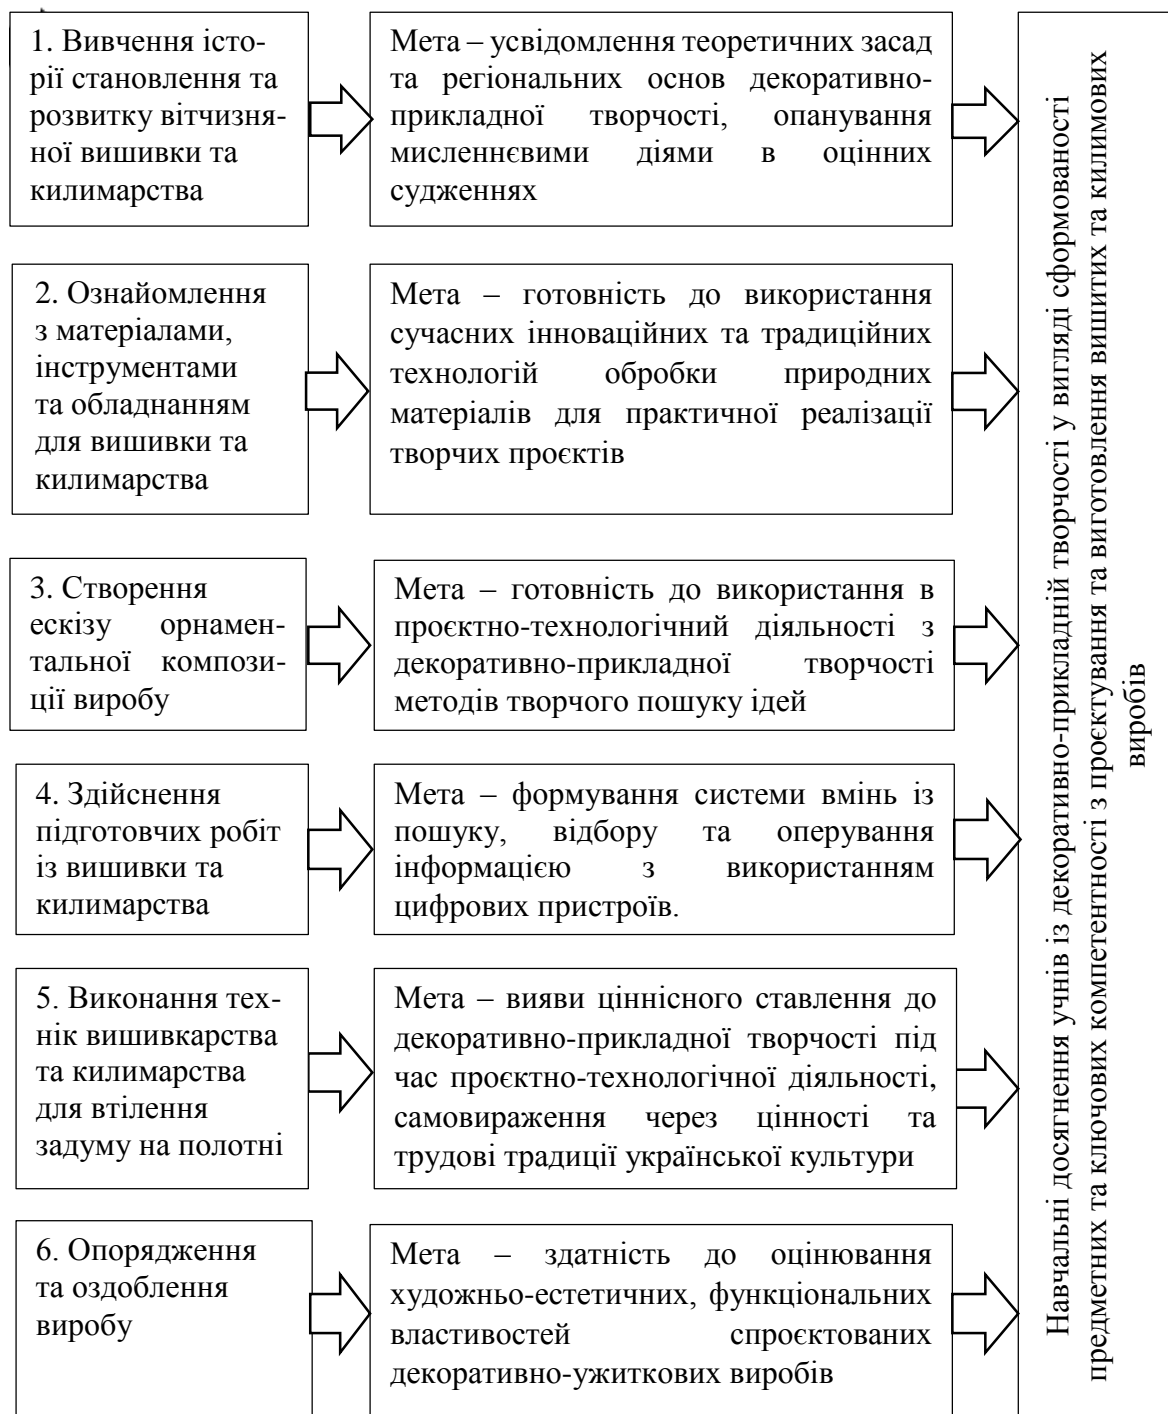 1. Вивчення істо-
рії становлення та
розвитку вітчизня-
ної вишивки та
килимарства
Мета – усвідомлення теоретичних засад
та регіональних основ декоративно-
прикладної творчості, опанування
мисленнєвими діями в оцінних
судженнях
2. Ознайомлення
з матеріалами,
інструментами
та обладнанням
для вишивки та
килимарства
Мета – готовність до використання
сучасних інноваційних та традиційних
технологій обробки природних
матеріалів для практичної реалізації
творчих проєктів
3. Створення
ескізу орнамен-
тальної компози-
ції виробу
Мета – готовність до використання в
проєктно-технологічний діяльності з
декоративно-прикладної творчості
методів творчого пошуку ідей
4. Здійснення
підготовчих робіт
із вишивки та
килимарства
Мета – формування системи вмінь із
пошуку, відбору та оперування
інформацією з використанням
цифрових пристроїв.
5. Виконання тех-
нік вишивкарства
та килимарства
для втілення
задуму на полотні
Мета – вияви ціннісного ставлення до
декоративно-прикладної творчості під
час проєктно-технологічної діяльності,
самовираження через цінності та
трудові традиції української культури
6. Опорядження
та оздоблення
виробу
Мета – здатність до оцінювання
художньо-естетичних, функціональних
властивостей спроєктованих
декоративно-ужиткових виробів
Навчальні досягнення учнів із декоративно-прикладній творчості у вигляді сформованості
предметних та ключових компетентності з проєктування та виготовлення вишитих та килимових
виробів